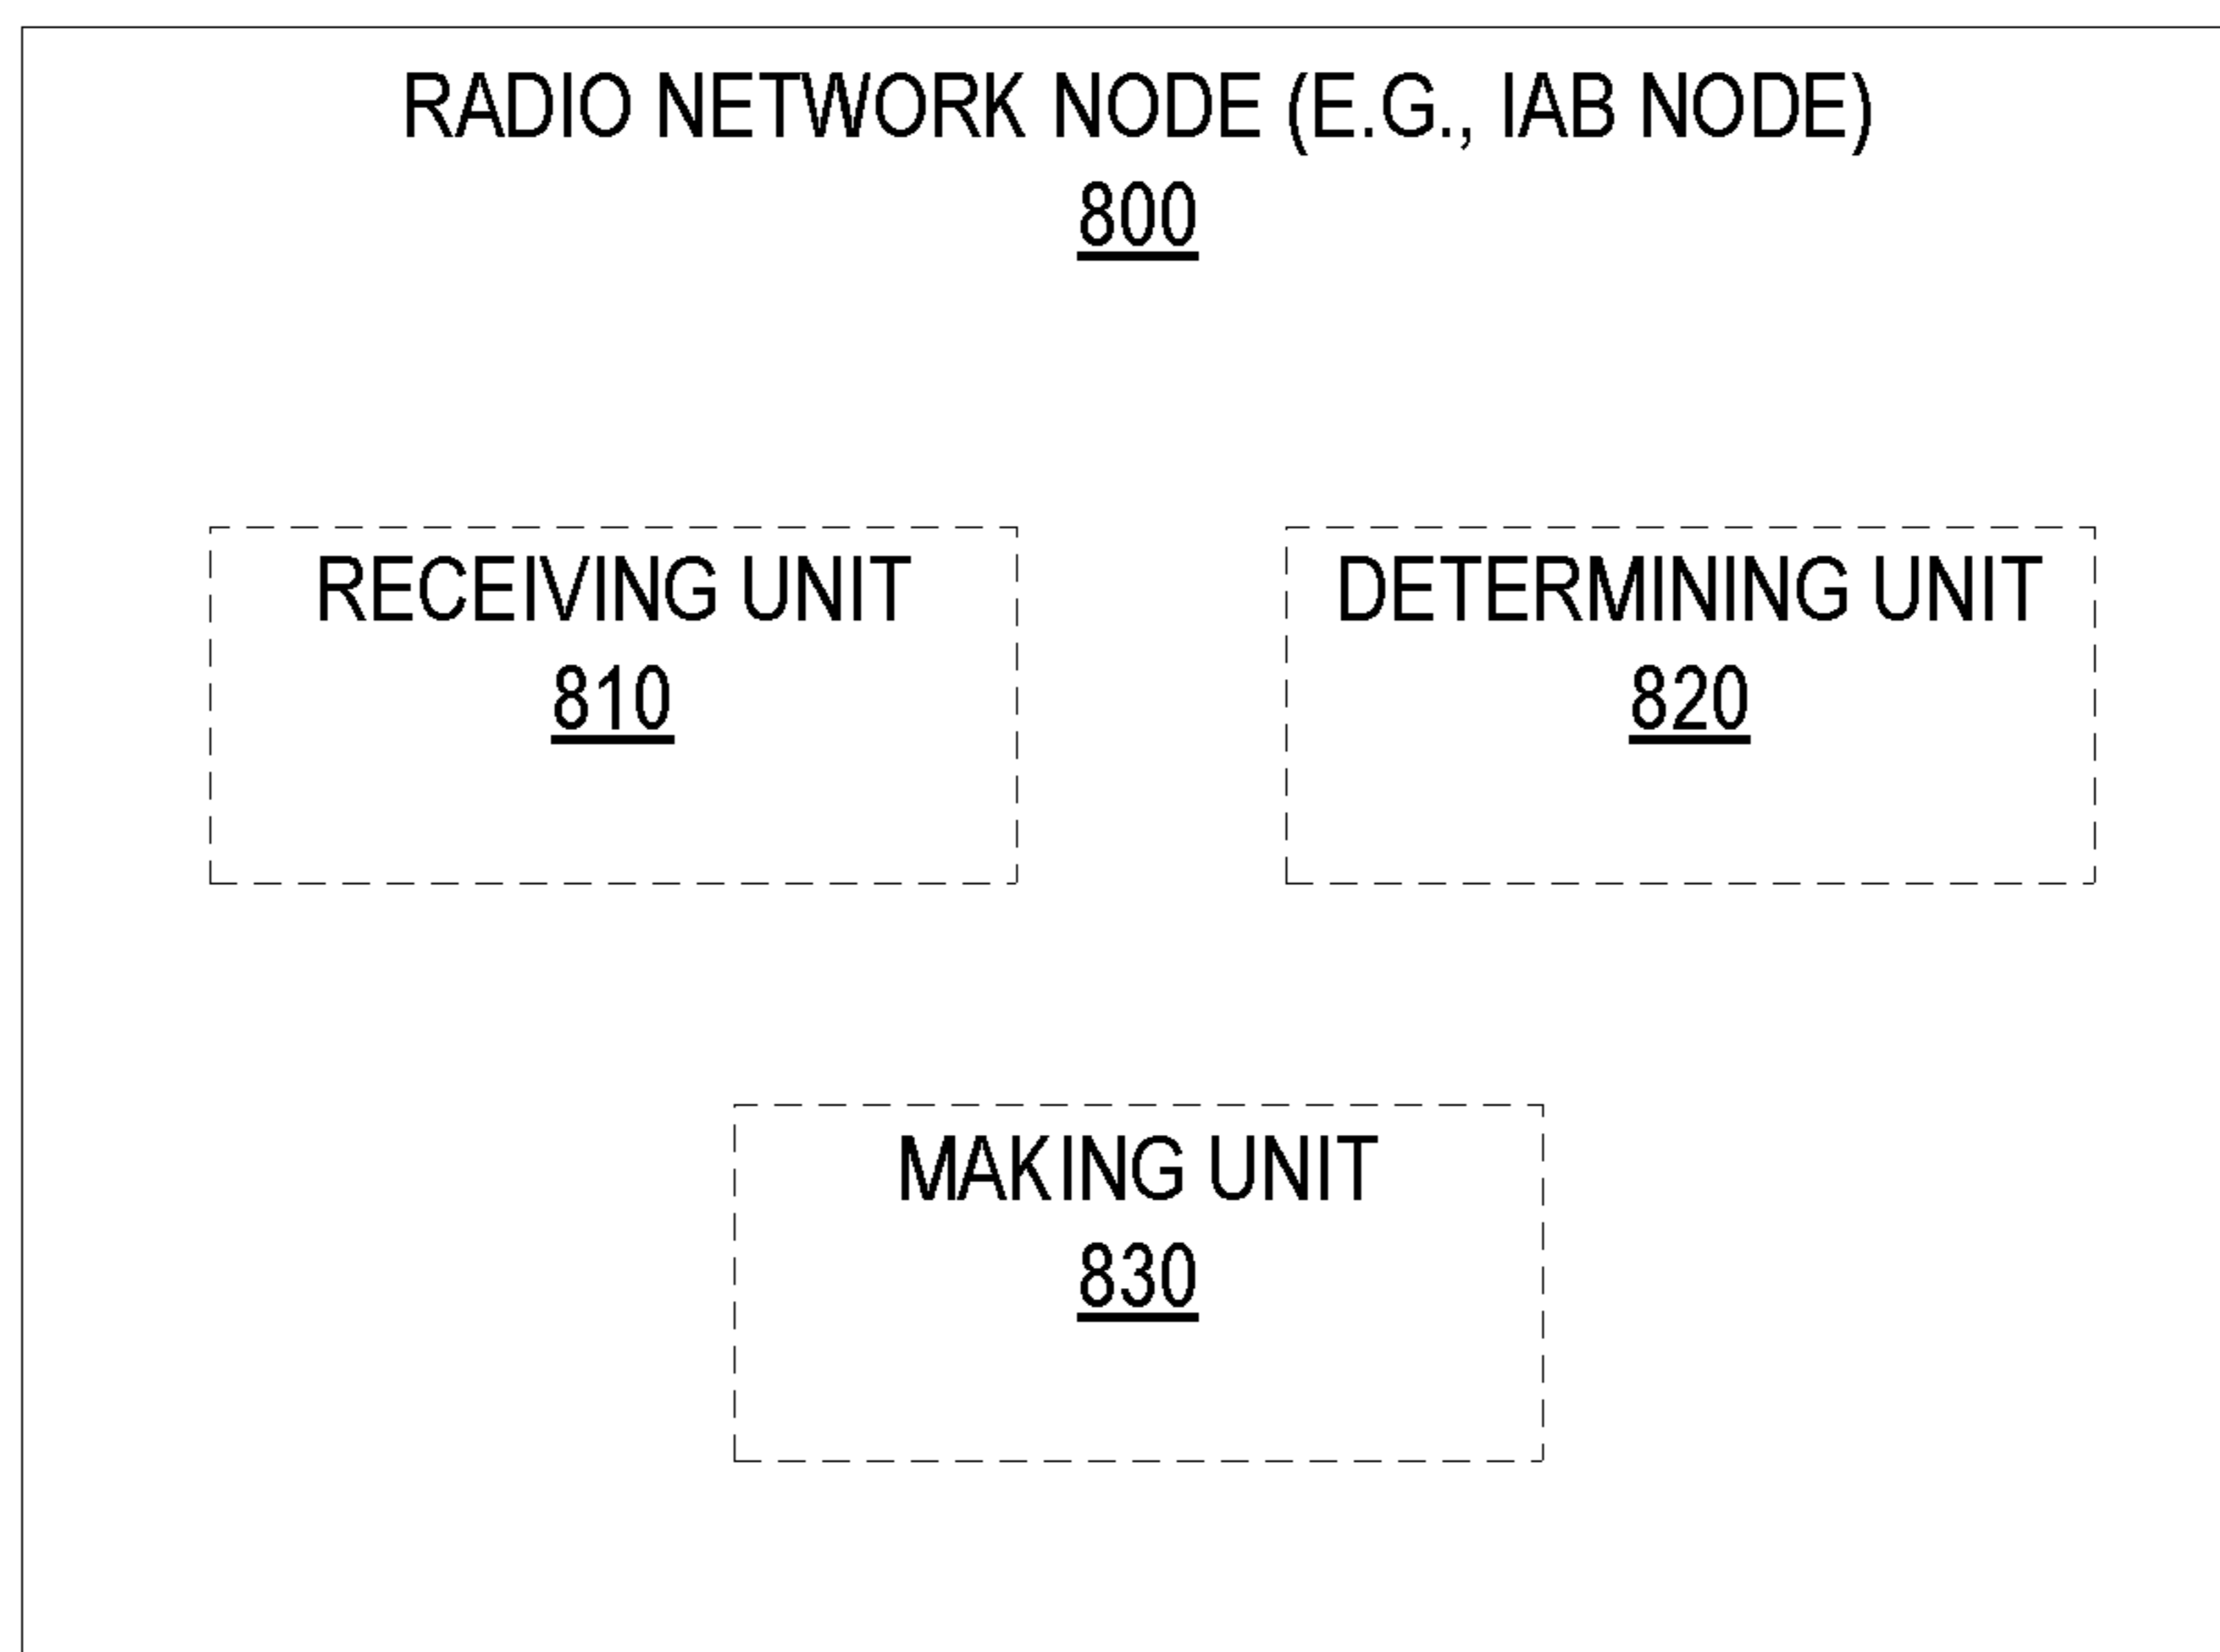 RADIO NETWORK NODE (E.G., IAB NODE)
800
RECEIVING UNIT
810
DETERMINING UNIT
820
MAKING UNIT
830